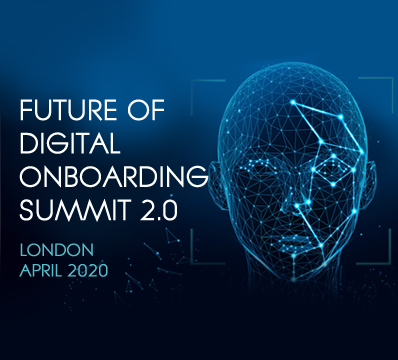 FUTURE OF
DIGITAL
ONBOARDING
SUMMIT 2.0
LONDON
APRIL 2020